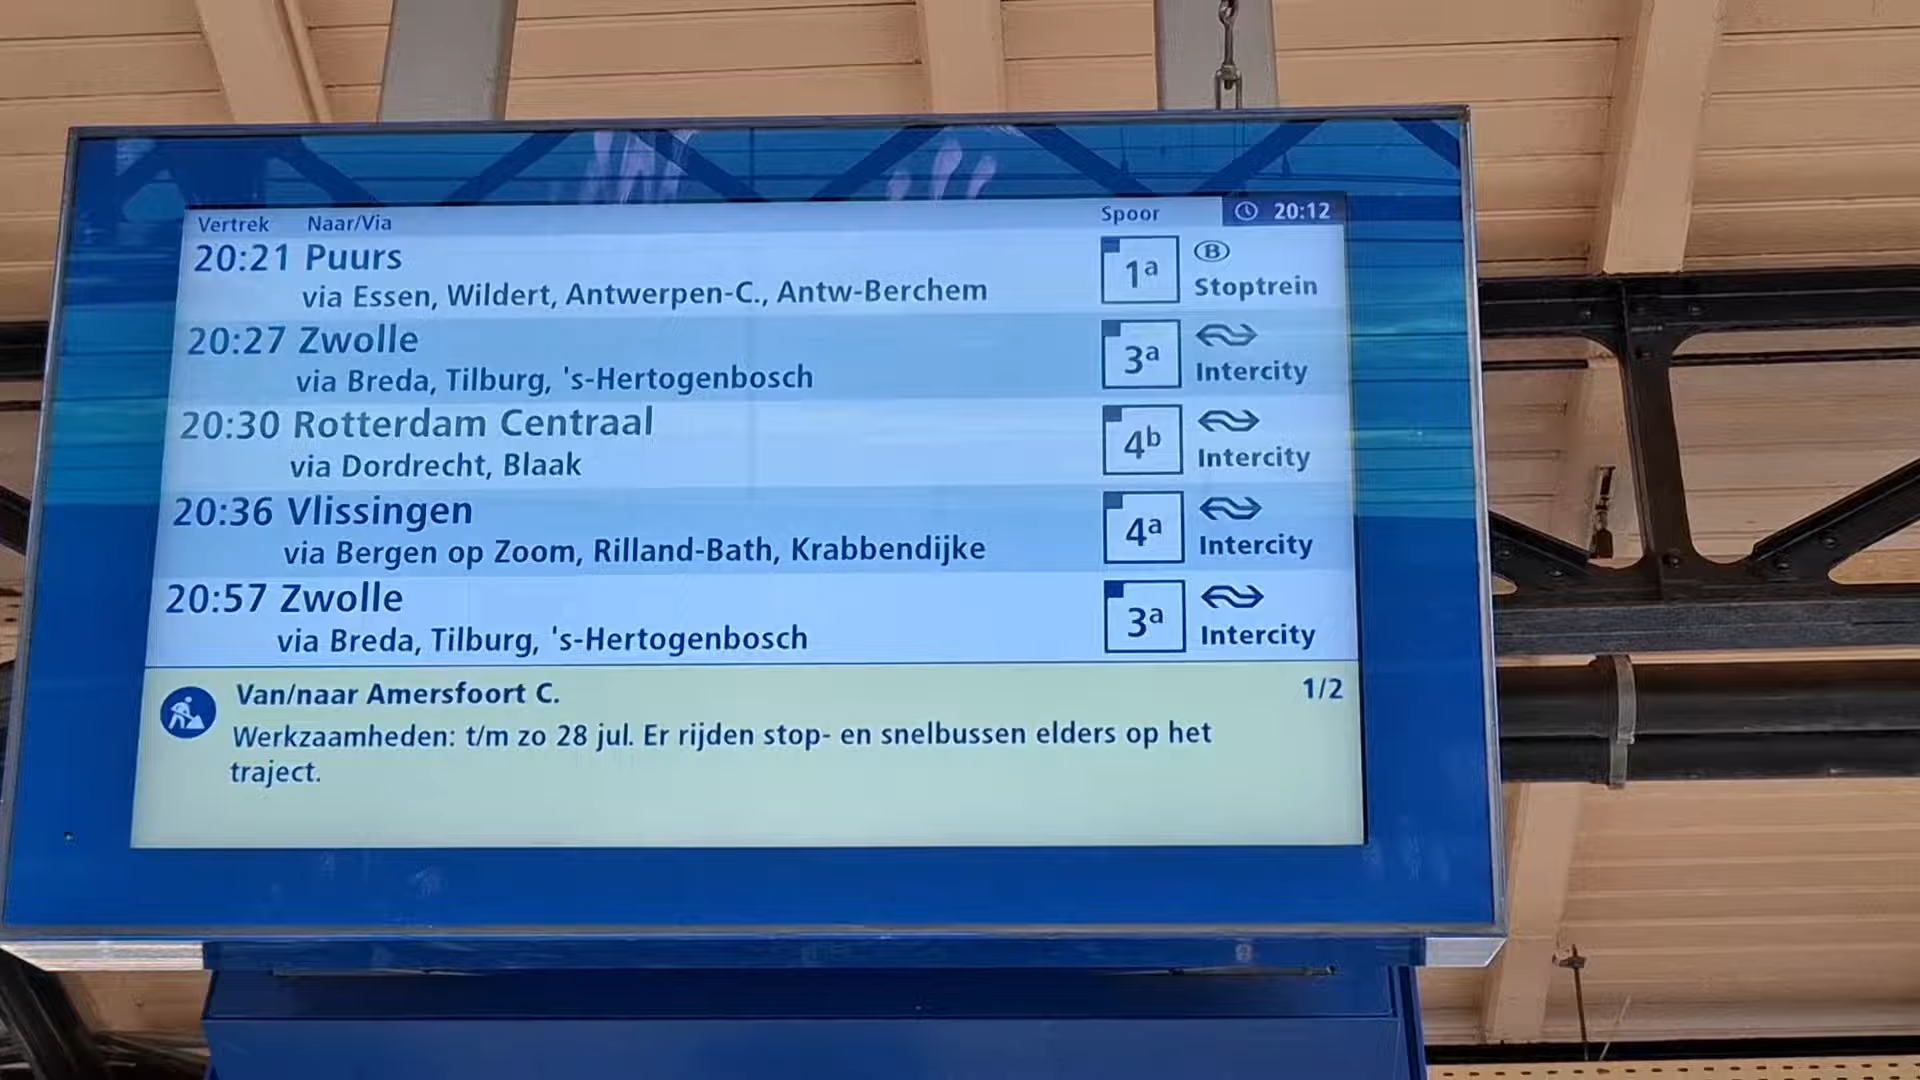 Vertrek Naar/Via Spoor 20:12
20:21 Puurs 1a B
via Essen, Wildert, Antwerpen-C., Antw-Berchem Stoptrein
20:27 Zwolle 3a
via Breda, Tilburg, 's-Hertogenbosch Intercity
20:30 Rotterdam Centraal 4b
via Dordrecht, Blaak Intercity
20:36 Vlissingen 4a
via Bergen op Zoom, Rilland-Bath, Krabbendijke Intercity
20:57 Zwolle 3a
via Breda, Tilburg, 's-Hertogenbosch Intercity
Van/naar Amersfoort C. 1/2
Werkzaamheden: t/m zo 28 jul. Er rijden stop- en snelbussen elders op het
traject.